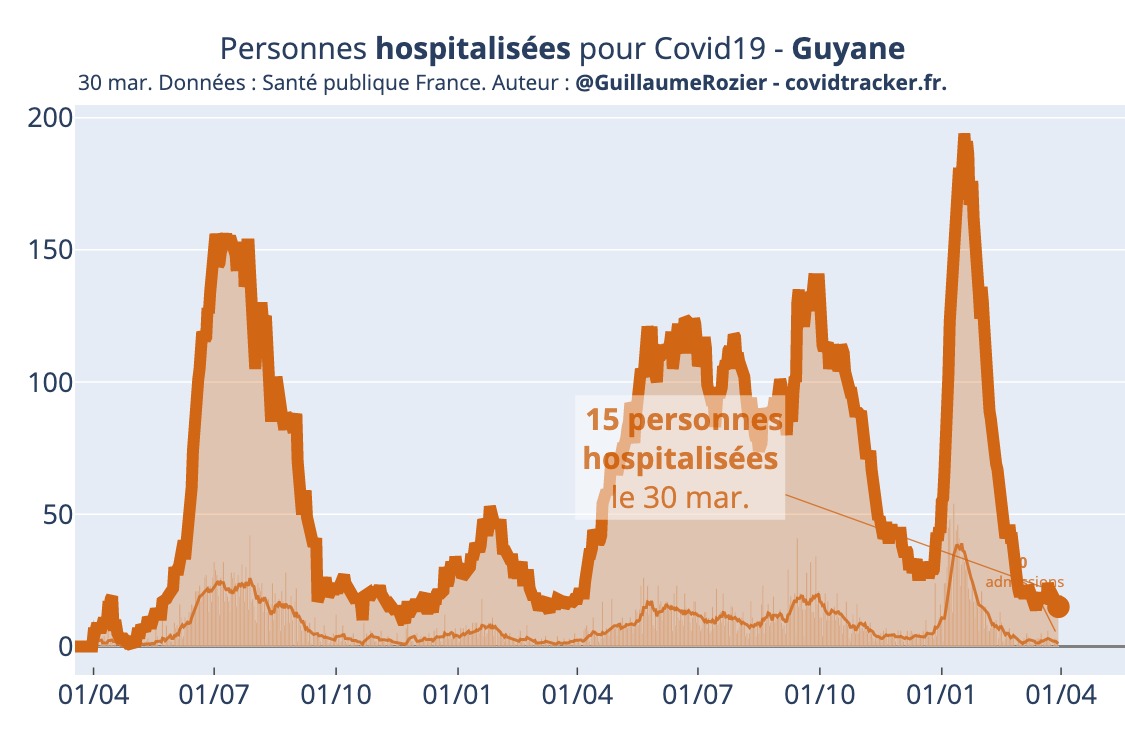 Personnes hospitalisées pour Covid19 - Guyane
30 mar. Données : Santé publique France. Auteur : @GuillaumeRozier - covidtracker.fr.
200
150
100
50
0
15 personnes
hospitalisées
le 30 mar.
0
admissions
01/04 01/07 01/10 01/01 01/04 01/07 01/10 01/01 01/04